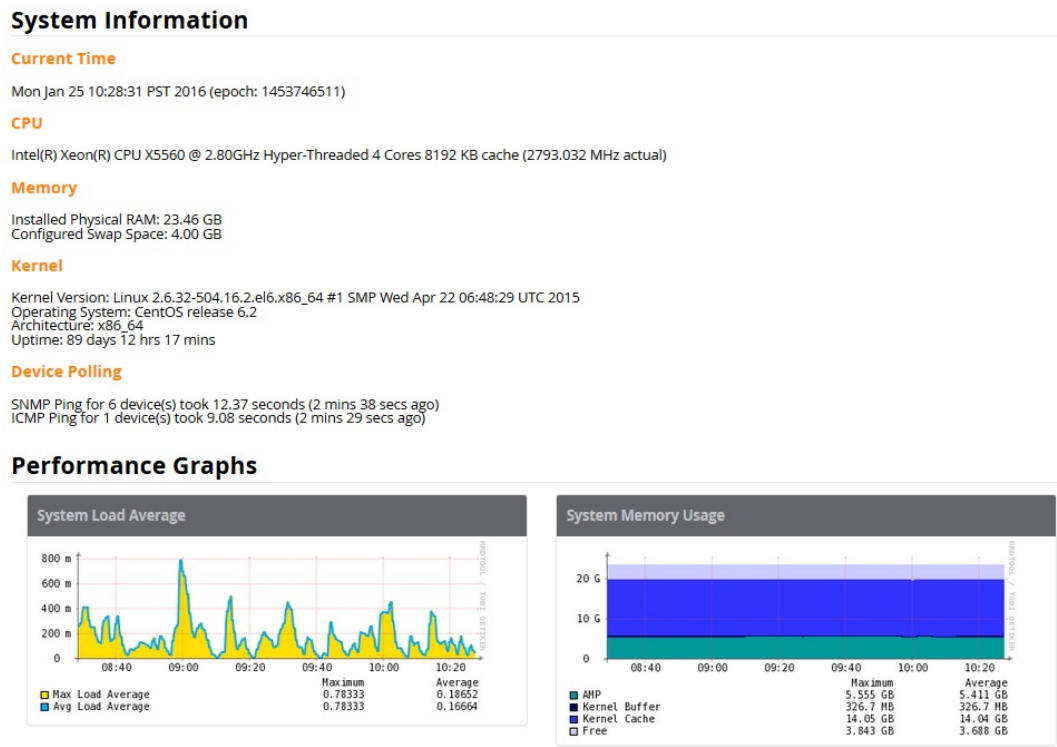 System Information
Current Time
Mon Jan 25 10:28:31 PST 2016 (epoch: 1453746511)
CPU
Intel(R) Xeon(R) CPU X5560 @ 2.80GHz Hyper-Threaded 4 Cores 8192 KB cache (2793.032 MHz actual)
Memory
Installed Physical RAM: 23.46 GB
Configured Swap Space: 4.00 GB
Kernel
Kernel Version: Linux 2.6.32-504.16.2.el6.x86_64 #1 SMP Wed Apr 22 06:48:29 UTC 2015
Operating System: CentOS release 6.2
Architecture: x86_64
Uptime: 89 days 12 hrs 17 mins
Device Polling
SNMP Ping for 6 device(s) took 12.37 seconds (2 mins 38 secs ago)
ICMP Ping for 1 device(s) took 9.08 seconds (2 mins 29 secs ago)
Performance Graphs
System Load Average
800 m
600 m
400 m
200 m
0
08:40 09:00 09:20 09:40 10:00 10:20
RRDTOOL / TOBI OETIKER
Maximum Average
Max Load Average 0.78333 0.18652
Avg Load Average 0.78333 0.16664
System Memory Usage
20 G
10 G
0
08:40 09:00 09:20 09:40 10:00 10:20
RRDTOOL / TOBI OETIKER
Maximum Average
AMP 5.555 GB 5.411 GB
Kernel Buffer 326.7 MB 326.7 MB
Kernel Cache 14.05 GB 14.04 GB
Free 3.843 GB 3.688 GB